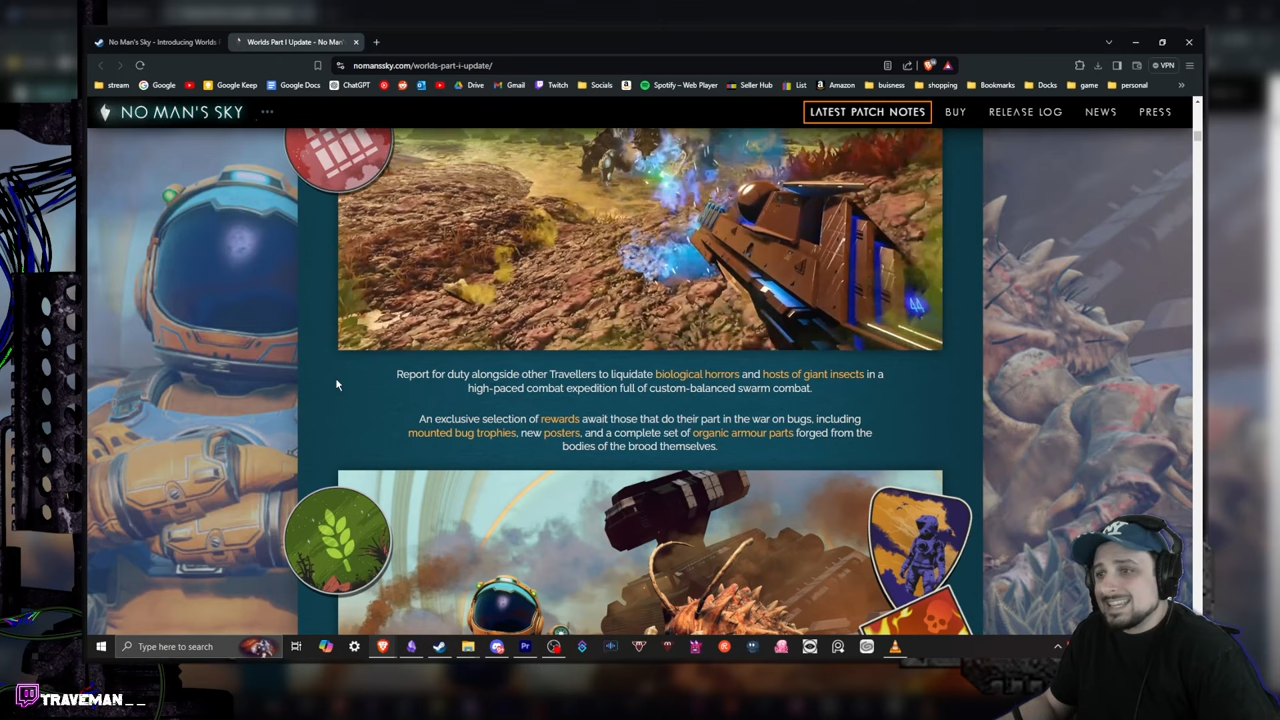 No Man's Sky - Introducing Worlds
Worlds Part I Update - No Man'
nomanssky.com/worlds-part-i-update/
VPN
stream
Google
Google Keep
Google Docs
ChatGPT
Drive
Gmail
Twitch
Socials
Spotify – Web Player
Seller Hub
List
Amazon
buisness
shopping
Bookmarks
Docks
game
personal
NO MAN'S SKY
LATEST PATCH NOTES
BUY
RELEASE LOG
NEWS
PRESS
44
Report for duty alongside other Travellers to liquidate biological horrors and hosts of giant insects in a
high-paced combat expedition full of custom-balanced swarm combat.
An exclusive selection of rewards await those that do their part in the war on bugs, including
mounted bug trophies, new posters, and a complete set of organic armour parts forged from the
bodies of the brood themselves.
Type here to search
TRAVEMAN__